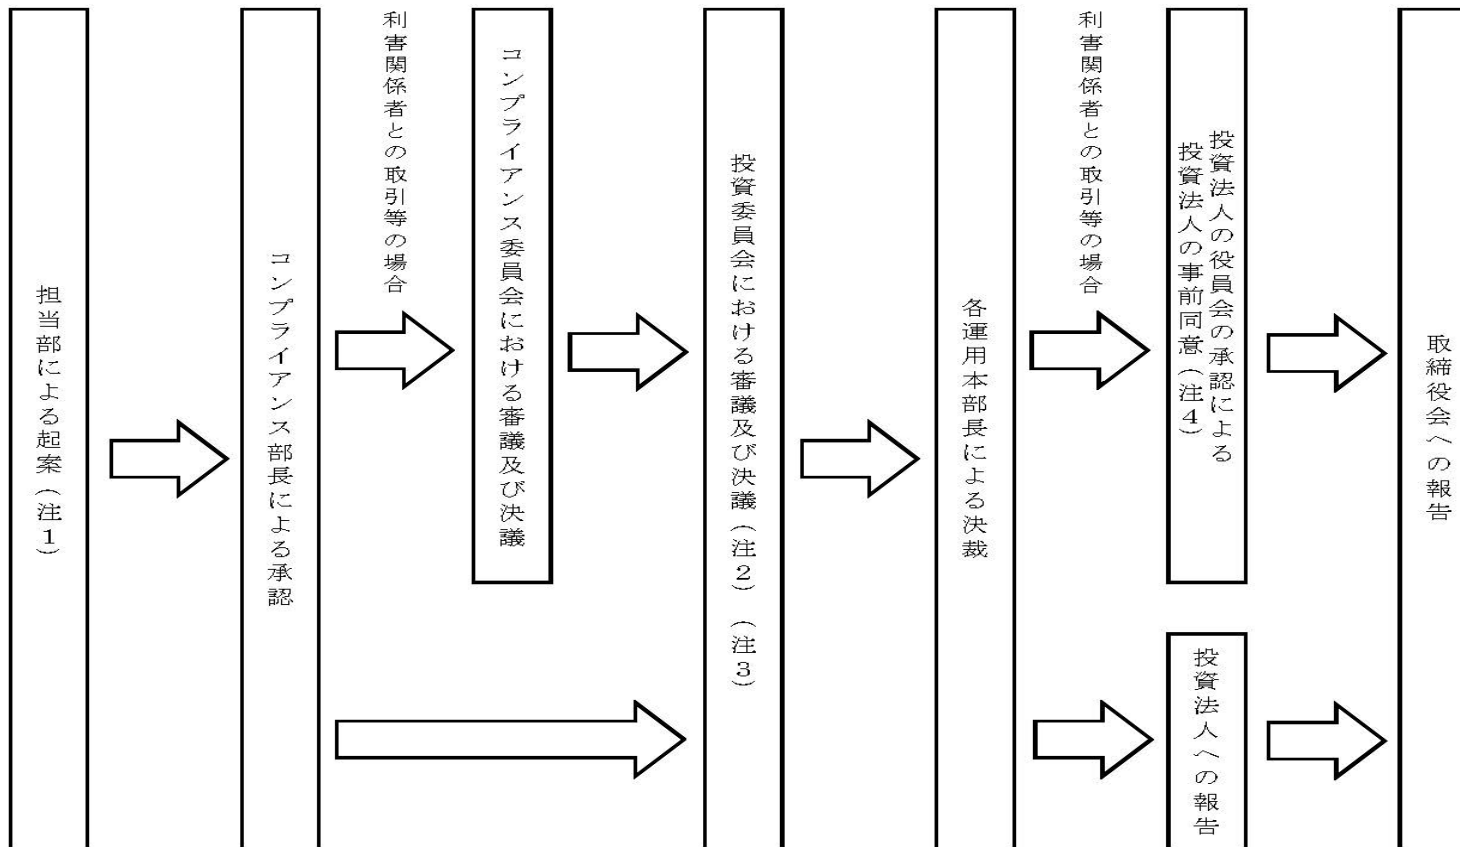 担当部による起案（注１）
コンプライアンス部長による承認
利害関係者との取引等の場合
コンプライアンス委員会における審議及び決議
投資委員会における審議及び決議（注２）（注３）
各運用本部長による決裁
利害関係者との取引等の場合
投資法人の役員会の承認による
投資法人の事前同意（注４）
投資法人への報告
取締役会への報告